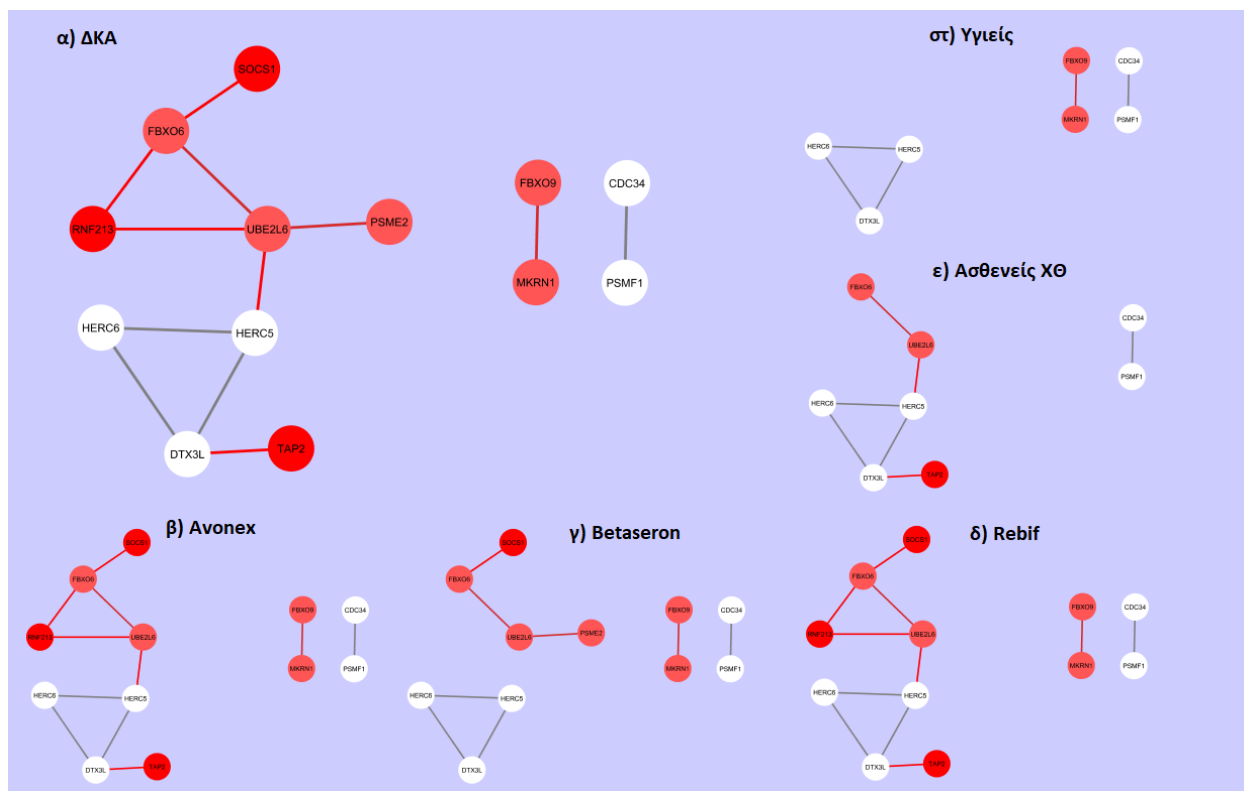 α) ΔΚΑ
SOCS1
FBXO6
RNF213
UBE2L6
PSME2
HERC6
HERC5
DTX3L
TAP2
FBXO9
CDC34
MKRN1
PSMF1
στ) Υγιείς
FBXO9
CDC34
MKRN1
PSMF1
HERC6
HERC5
DTX3L
ε) Ασθενείς ΧΘ
FBXO6
UBE2L6
HERC6
HERC5
DTX3L
TAP2
CDC34
PSMF1
β) Avonex
SOCS1
FBXO6
RNF213
UBE2L6
HERC6
HERC5
DTX3L
TAP2
FBXO9
CDC34
MKRN1
PSMF1
γ) Betaseron
SOCS1
FBXO6
UBE2L6
PSME2
HERC6
HERC5
DTX3L
FBXO9
CDC34
MKRN1
PSMF1
δ) Rebif
SOCS1
FBXO6
RNF213
UBE2L6
HERC6
HERC5
DTX3L
TAP2
FBXO9
CDC34
MKRN1
PSMF1